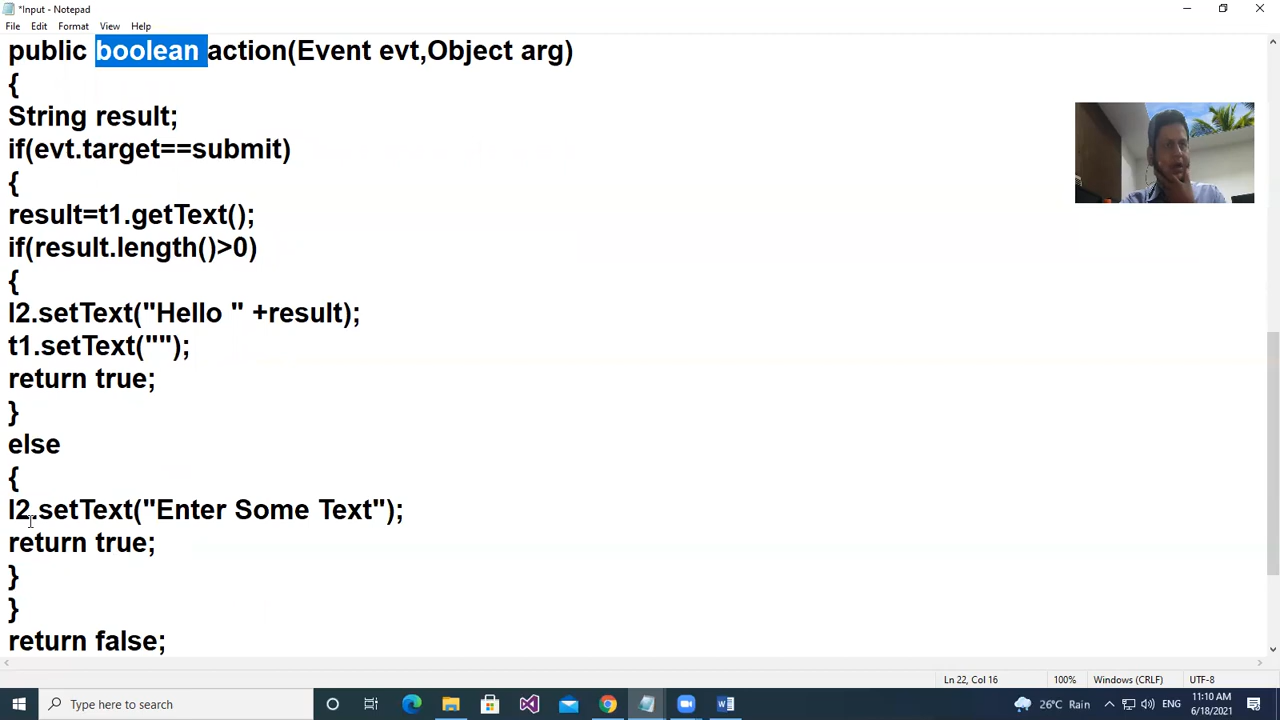 *Input - Notepad
File Edit Format View Help
public boolean action(Event evt,Object arg)
{
String result;
if(evt.target==submit)
{
result=t1.getText();
if(result.length()>0)
{
l2.setText("Hello " +result);
t1.setText("");
return true;
}
else
{
l2.setText("Enter Some Text");
return true;
}
}
return false;
Ln 22, Col 16 100% Windows (CRLF) UTF-8
Type here to search
26°C Rain
11:10 AM
6/18/2021